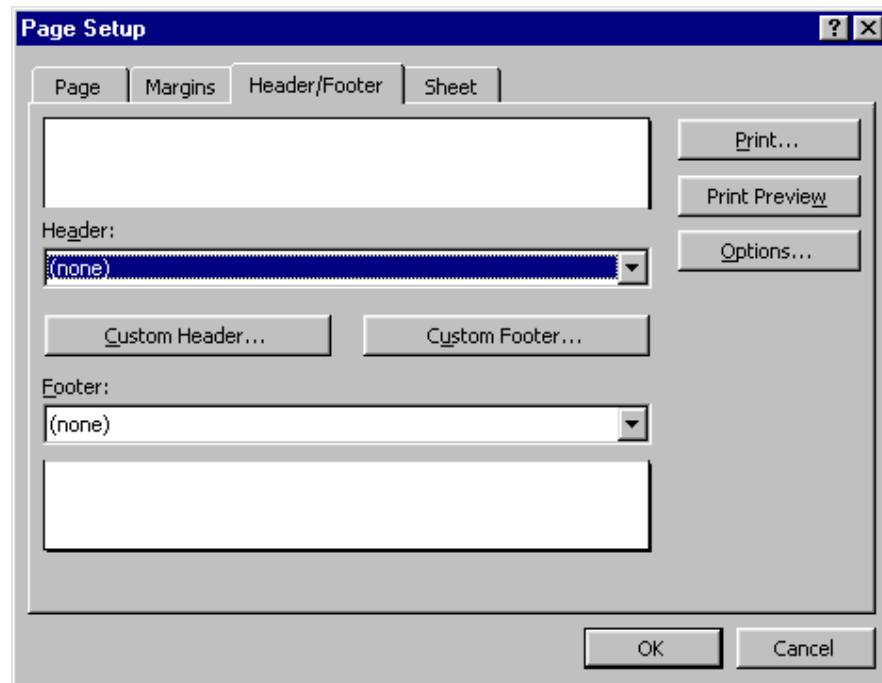 Page Setup
Page Margins Header/Footer Sheet
Print...
Print Preview
Header:
(none)
Options...
Custom Header... Custom Footer...
Footer:
(none)
OK Cancel